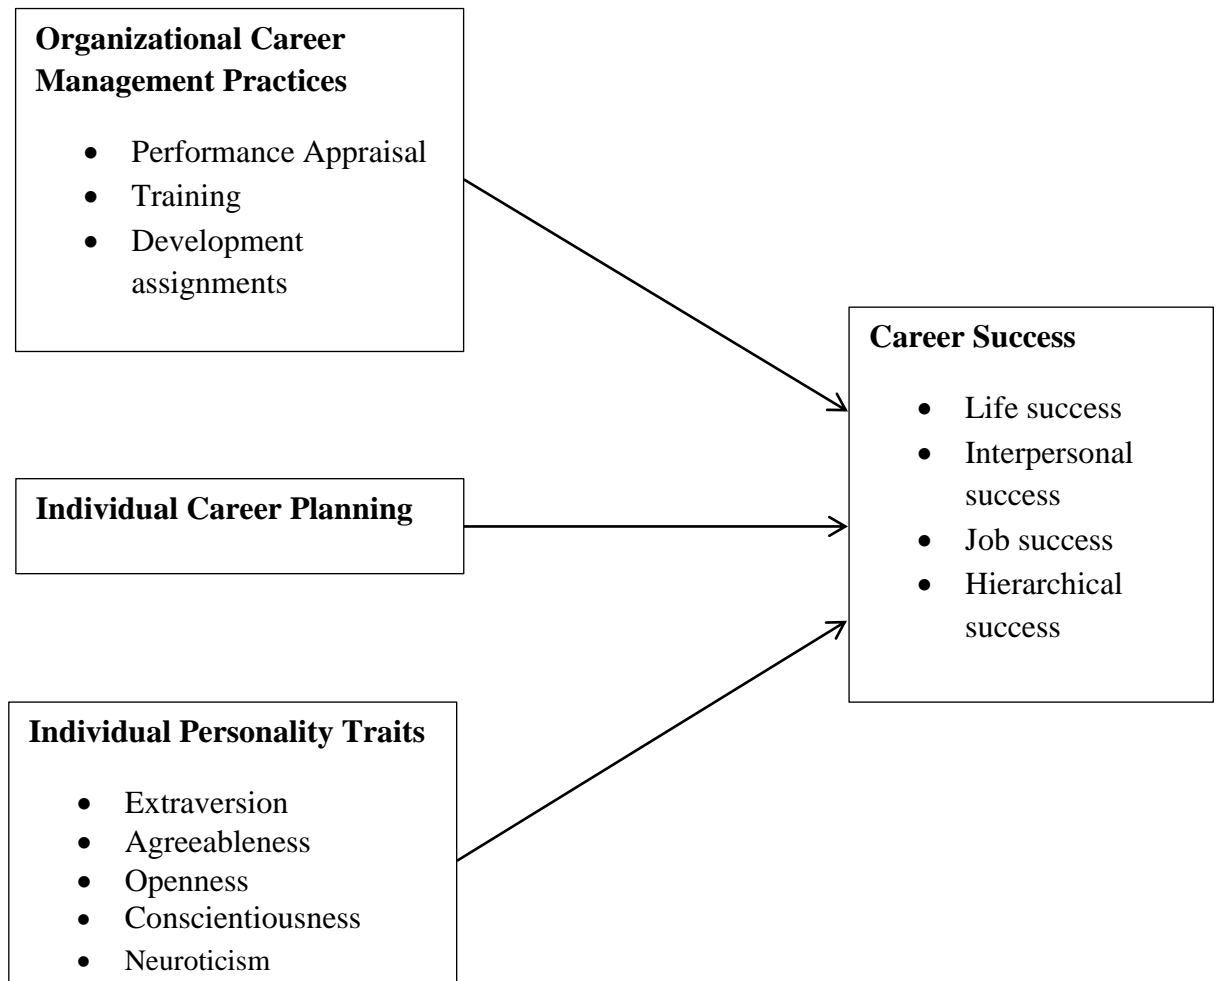 Organizational Career
Management Practices
• Performance Appraisal
• Training
• Development
assignments
Career Success
• Life success
• Interpersonal
success
• Job success
• Hierarchical
success
Individual Career Planning
Individual Personality Traits
• Extraversion
• Agreeableness
• Openness
• Conscientiousness
• Neuroticism